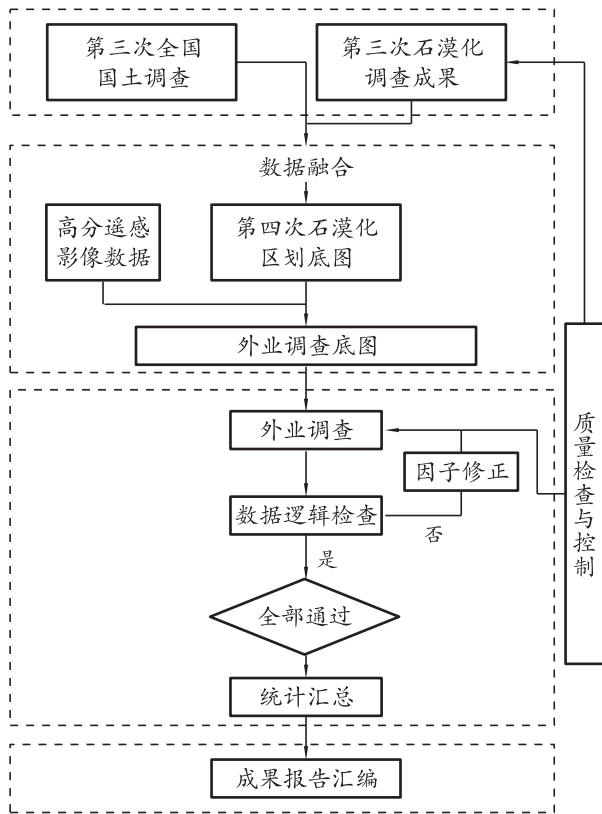 第三次全国
国土调查
第三次石漠化
调查成果
数据融合
高分遥感
影像数据
第四次石漠化
区划底图
外业调查底图
外业调查
因子修正
数据逻辑检查
否
是
全部通过
统计汇总
成果报告汇编
质量检查与控制